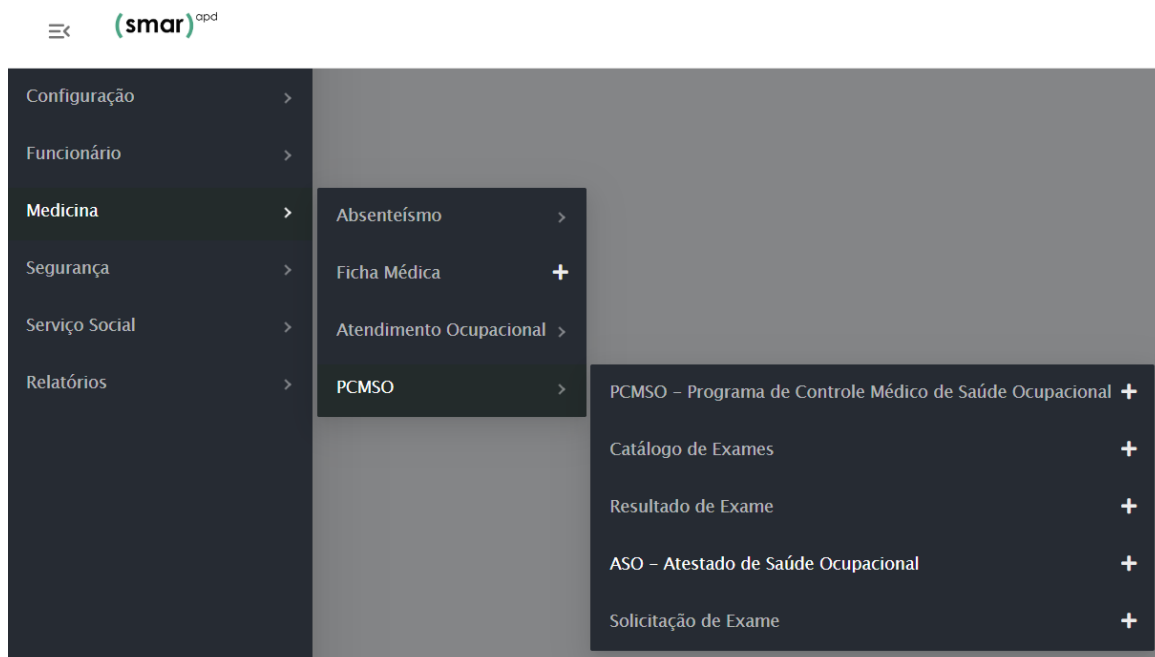 (smar)apd
Configuração
Funcionário
Medicina
Segurança
Serviço Social
Relatórios
Absenteísmo
Ficha Médica
Atendimento Ocupacional
PCMSO
PCMSO – Programa de Controle Médico de Saúde Ocupacional
Catálogo de Exames
Resultado de Exame
ASO – Atestado de Saúde Ocupacional
Solicitação de Exame